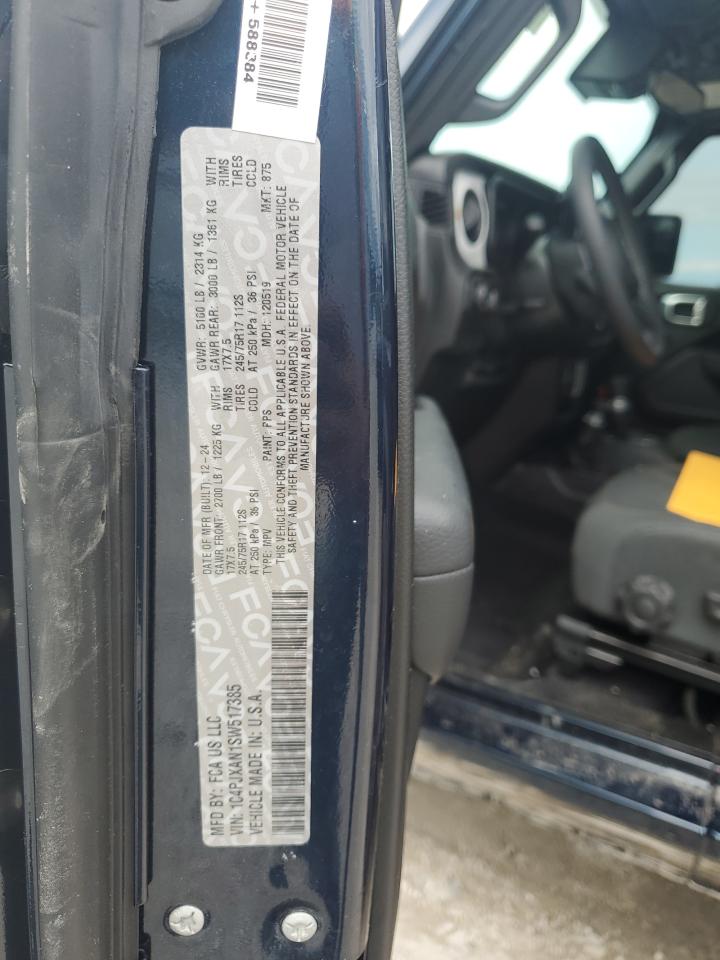 + 588384
MFD BY: FCA US LLC
DATE OF MFR (BUILT): 12-24
GVWR: 5100 LB / 2314 KG
VIN: 1C4PJXAN1SW517385
GAWR FRONT: 2700 LB / 1225 KG WITH
GAWR REAR: 3000 LB / 1361 KG WITH
VEHICLE MADE IN: U.S.A.
17X7.5 RIMS
17X7.5 RIMS
245/75R17 112S TIRES
245/75R17 112S TIRES
AT 250 kPa / 36 PSI COLD
AT 250 kPa / 36 PSI COLD
TYPE: MPV PAINT: FPS MDH: 120519 MKT: 875
THIS VEHICLE CONFORMS TO ALL APPLICABLE U.S.A. FEDERAL MOTOR VEHICLE
SAFETY AND THEFT PREVENTION STANDARDS IN EFFECT ON THE DATE OF
MANUFACTURE SHOWN ABOVE.